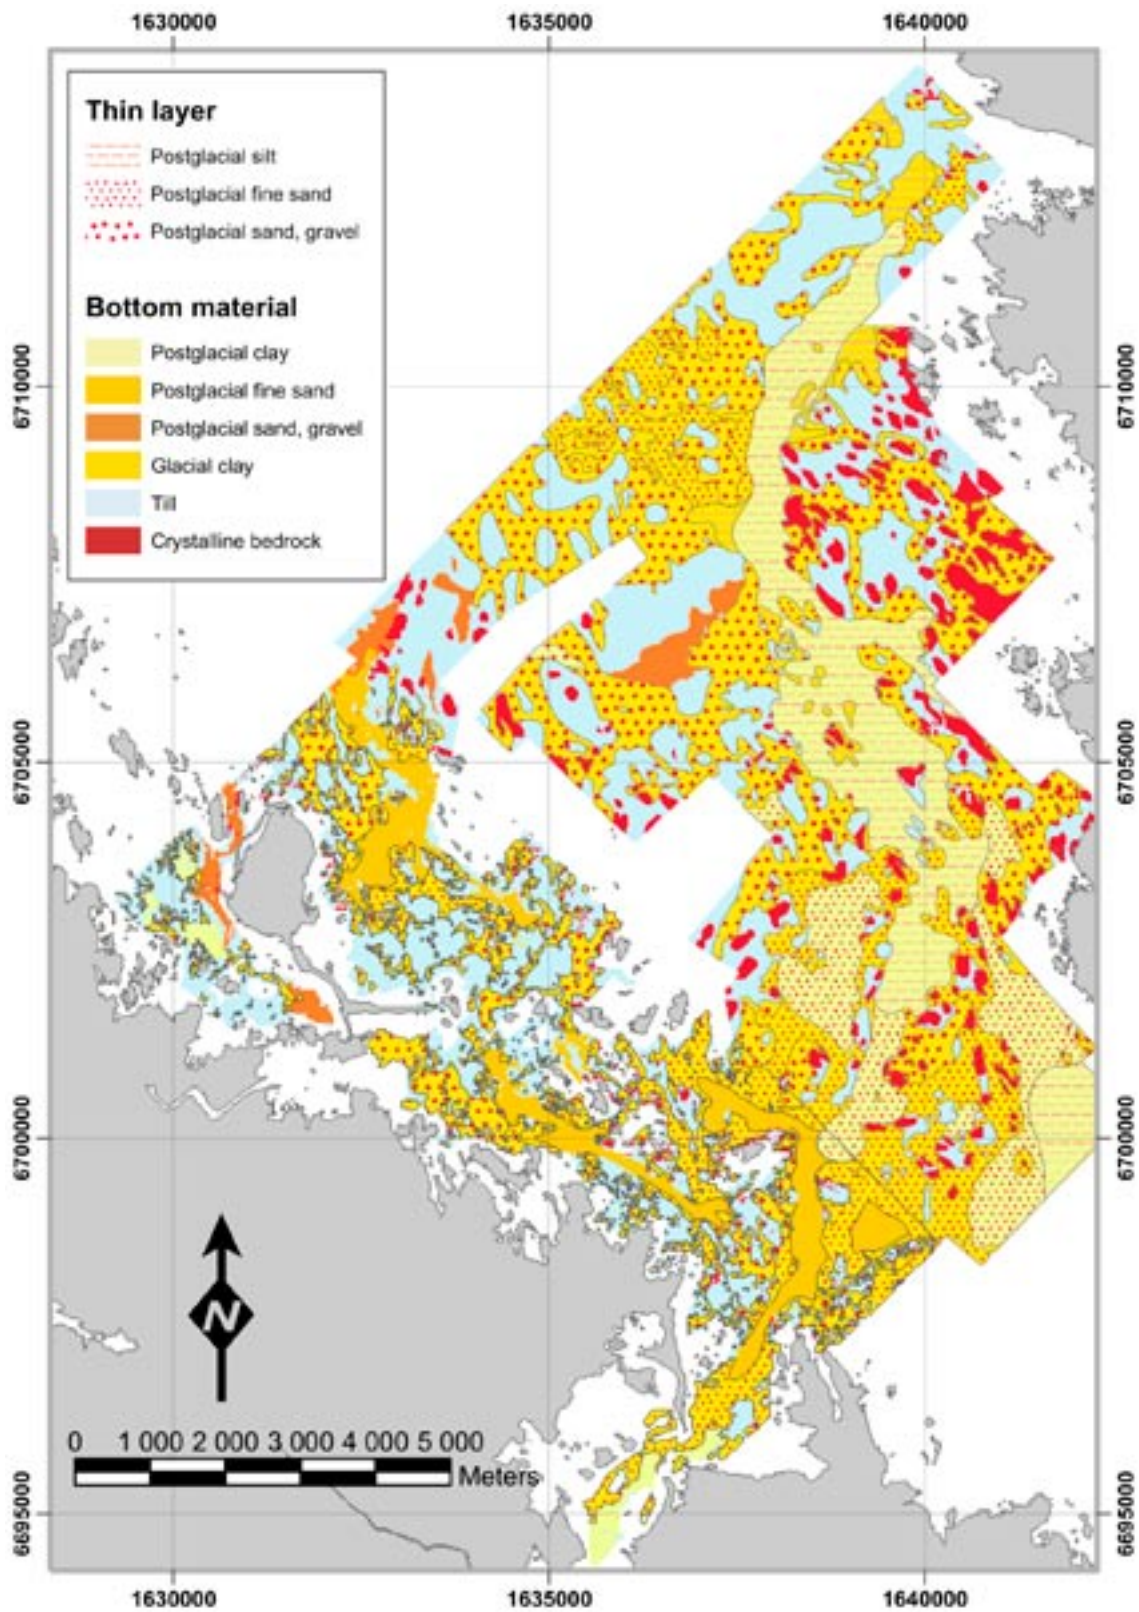 1630000 1635000 1640000
Thin layer
Postglacial silt
Postglacial fine sand
Postglacial sand, gravel
Bottom material
Postglacial clay
Postglacial fine sand
Postglacial sand, gravel
Glacial clay
Till
Crystalline bedrock
6710000 6710000
6705000 6705000
6700000 6700000
N
0 1 000 2 000 3 000 4 000 5 000
Meters
6695000 6695000
1630000 1635000 1640000